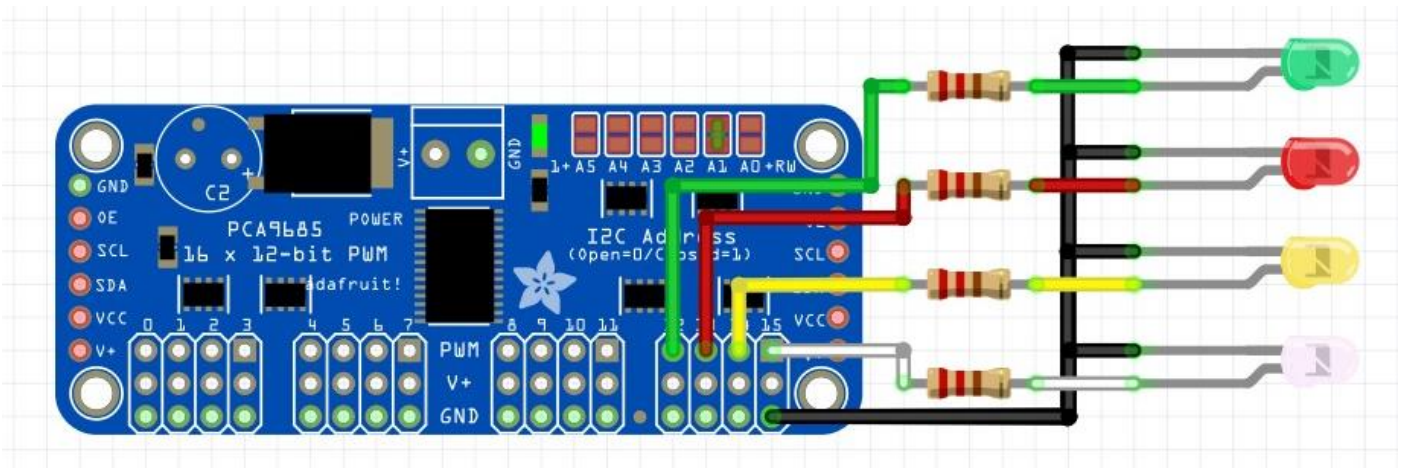 1+ A5 A4 A3 A2 A1 A0 +RW
V+
GND
GND
OE
SCL
SDA
VCC
V+
C2
+
PCA9685
POWER
16 x 12-bit PWM
adafruit!
I2C Address
(Open=0/Closed=1)
SCL
VCC
0 1 2 3 4 5 6 7 8 9 10 11 15
PWM
V+
GND